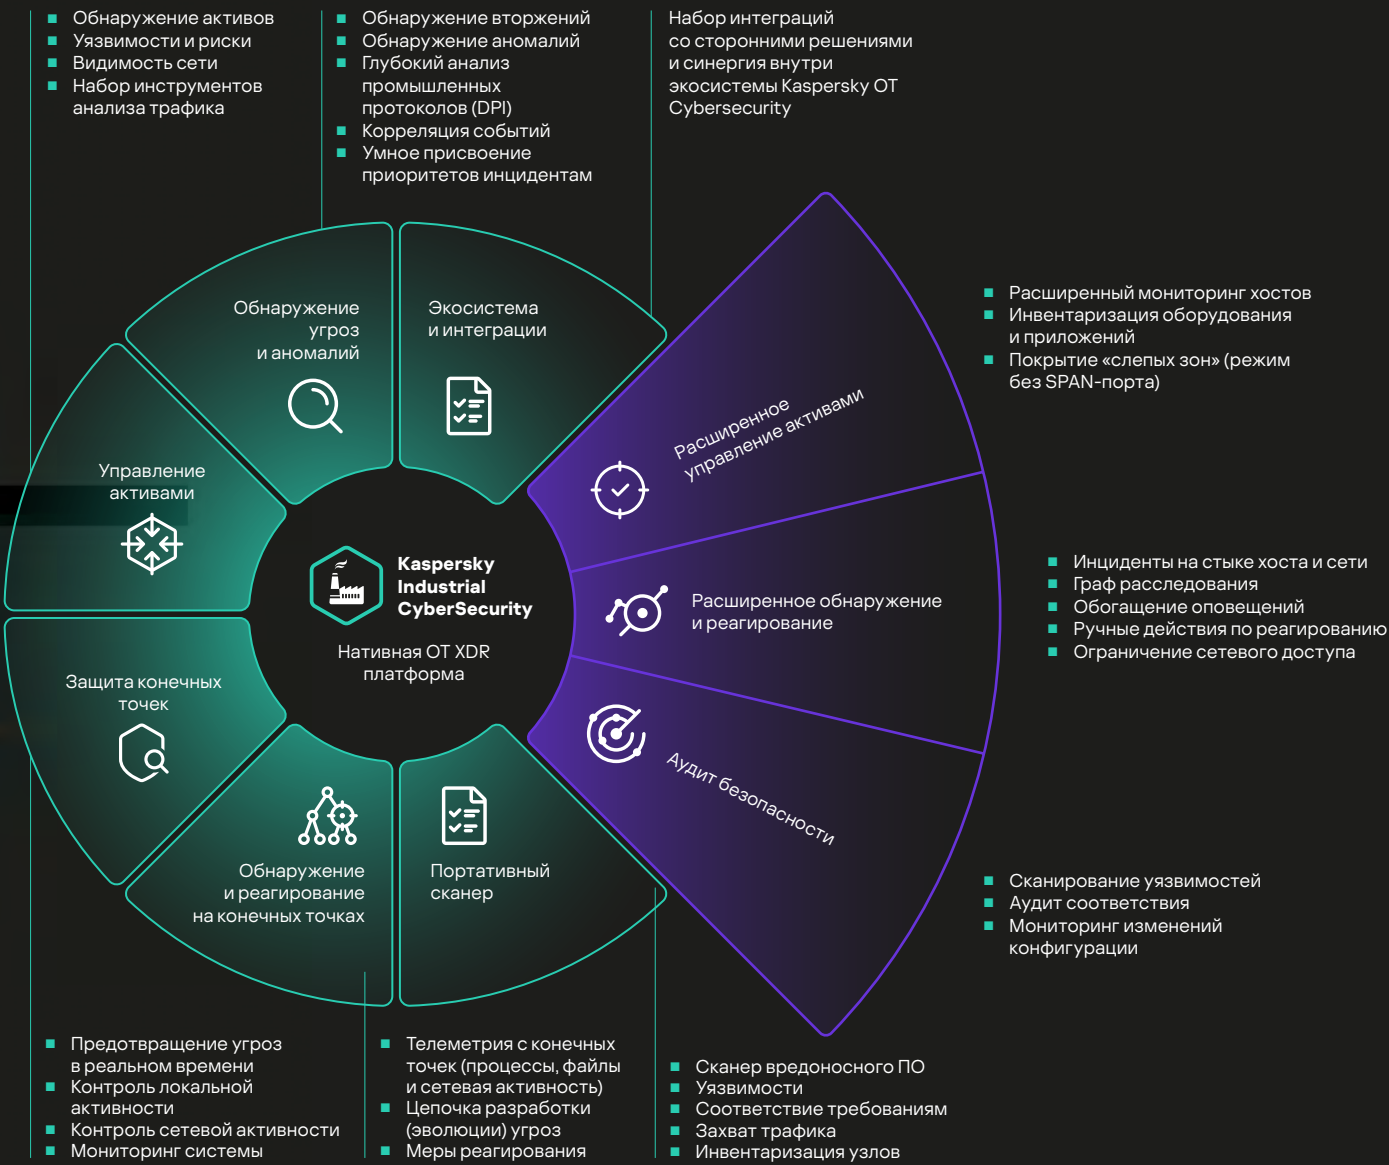 Обнаружение активов
Уязвимости и риски
Видимость сети
Набор инструментов
анализа трафика
Обнаружение вторжений
Обнаружение аномалий
Глубокий анализ
промышленных
протоколов (DPI)
Корреляция событий
Умное присвоение
приоритетов инцидентам
Набор интеграций
со сторонними решениями
и синергия внутри
экосистемы Kaspersky OT
Cybersecurity
Обнаружение
угроз
и аномалий
Экосистема
и интеграции
Управление
активами
Расширенное
управление активами
Расширенный мониторинг хостов
Инвентаризация оборудования
и приложений
Покрытие «слепых зон» (режим
без SPAN-порта)
Kaspersky
Industrial
CyberSecurity
Нативная ОТ XDR
платформа
Расширенное обнаружение
и реагирование
Инциденты на стыке хоста и сети
Граф расследования
Обогащение оповещений
Ручные действия по реагированию
Ограничение сетевого доступа
Защита конечных
точек
Обнаружение
и реагирование
на конечных точках
Портативный
сканер
Аудит безопасности
Сканирование уязвимостей
Аудит соответствия
Мониторинг изменений
конфигурации
Предотвращение угроз
в реальном времени
Контроль локальной
активности
Контроль сетевой активности
Мониторинг системы
Телеметрия с конечных
точек (процессы, файлы
и сетевая активность)
Цепочка разработки
(эволюции) угроз
Меры реагирования
Сканер вредоносного ПО
Уязвимости
Соответствие требованиям
Захват трафика
Инвентаризация узлов